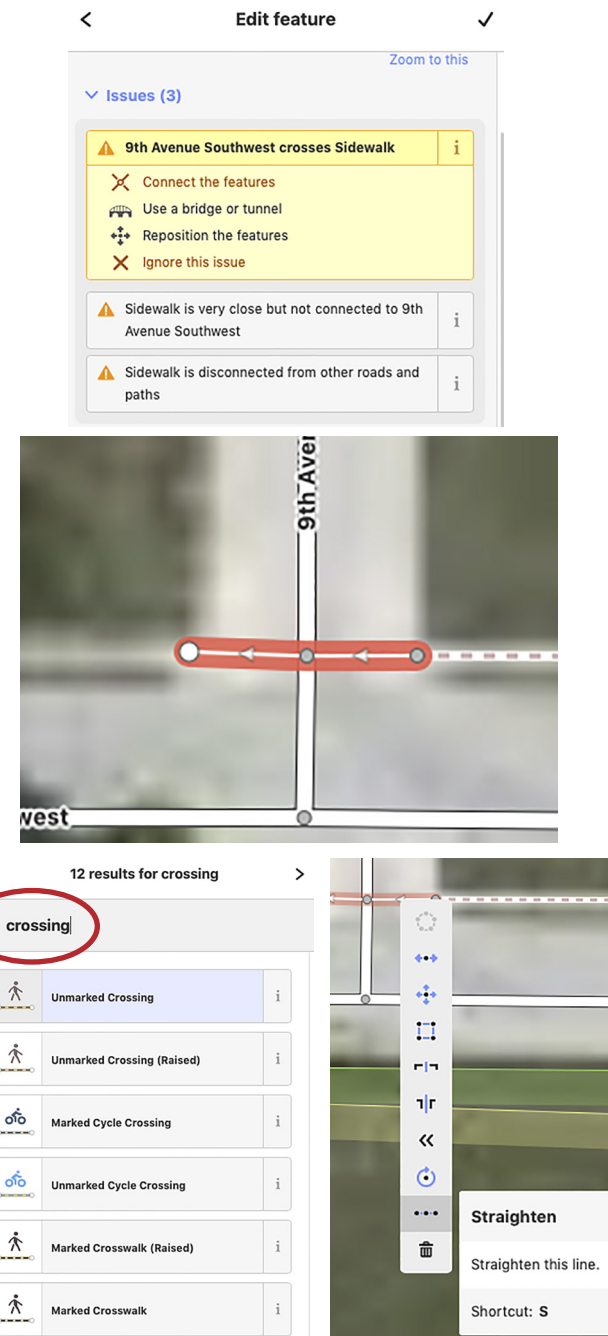 Edit feature
Zoom to this
Issues (3)
9th Avenue Southwest crosses Sidewalk
i
Connect the features
Use a bridge or tunnel
Reposition the features
Ignore this issue
Sidewalk is very close but not connected to 9th
Avenue Southwest
i
Sidewalk is disconnected from other roads and
paths
i
9th Aven
west
12 results for crossing
crossing
Unmarked Crossing
i
Unmarked Crossing (Raised)
i
Marked Cycle Crossing
i
Unmarked Cycle Crossing
i
Marked Crosswalk (Raised)
i
Marked Crosswalk
i
Straighten
Straighten this line.
Shortcut: S